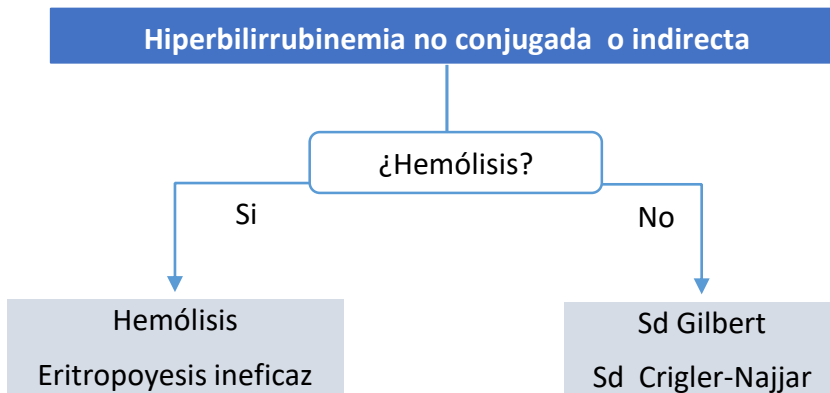 Hiperbilirrubinemia no conjugada o indirecta
¿Hemólisis?
Si
No
Hemólisis
Eritropoyesis ineficaz
Sd Gilbert
Sd Crigler-Najjar